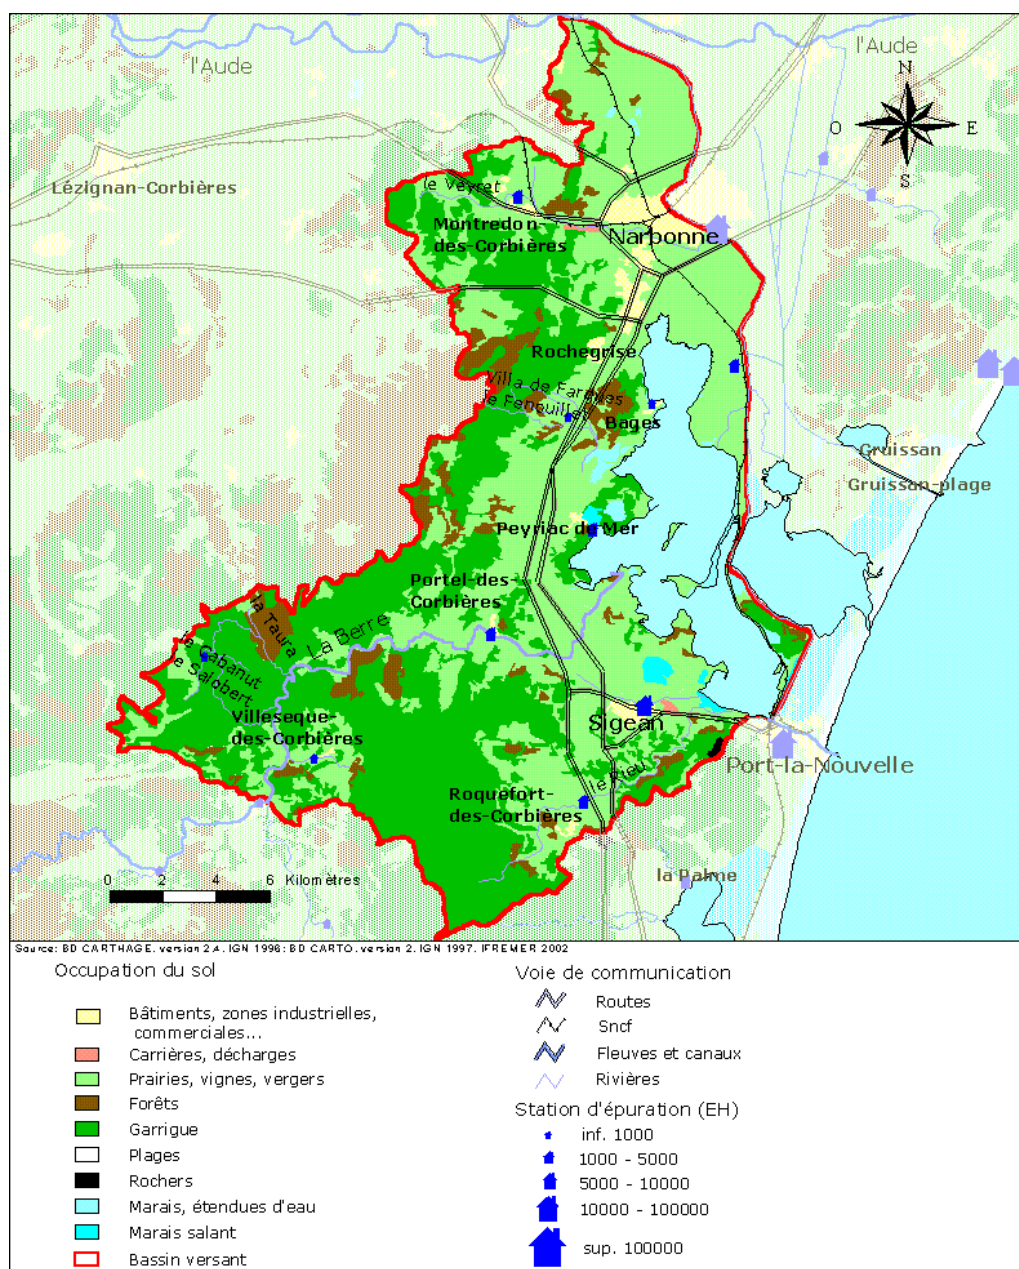 l'Aude
l'Aude
N
O
E
S
Lézignan-Corbières
le Veyret
Montredon-
des-Corbières
Narbonne
Rochegrise
Villa de Fareles
le Fenouillet
Bages
Gruissan
Gruissan-plage
Peyriac de Mer
Portel-des-
Corbières
la Taura
La Berre
le Cabanut
le Salobert
Villeseque-
des-Corbières
Sigean
Port-la-Nouvelle
le Rieu
Roquefort-
des-Corbières
la Palme
0 2 4 6 Kilomètres
Source: BD CARTHAGE, version 2.4, IGN 1996; BD CARTO, version 2, IGN 1997, IFREMER 2002
Occupation du sol
Bâtiments, zones industrielles,
commerciales...
Carrières, décharges
Prairies, vignes, vergers
Forêts
Garrigue
Plages
Rochers
Marais, étendues d'eau
Marais salant
Bassin versant
Voie de communication
Routes
Sncf
Fleuves et canaux
Rivières
Station d'épuration (EH)
inf. 1000
1000 - 5000
5000 - 10000
10000 - 100000
sup. 100000